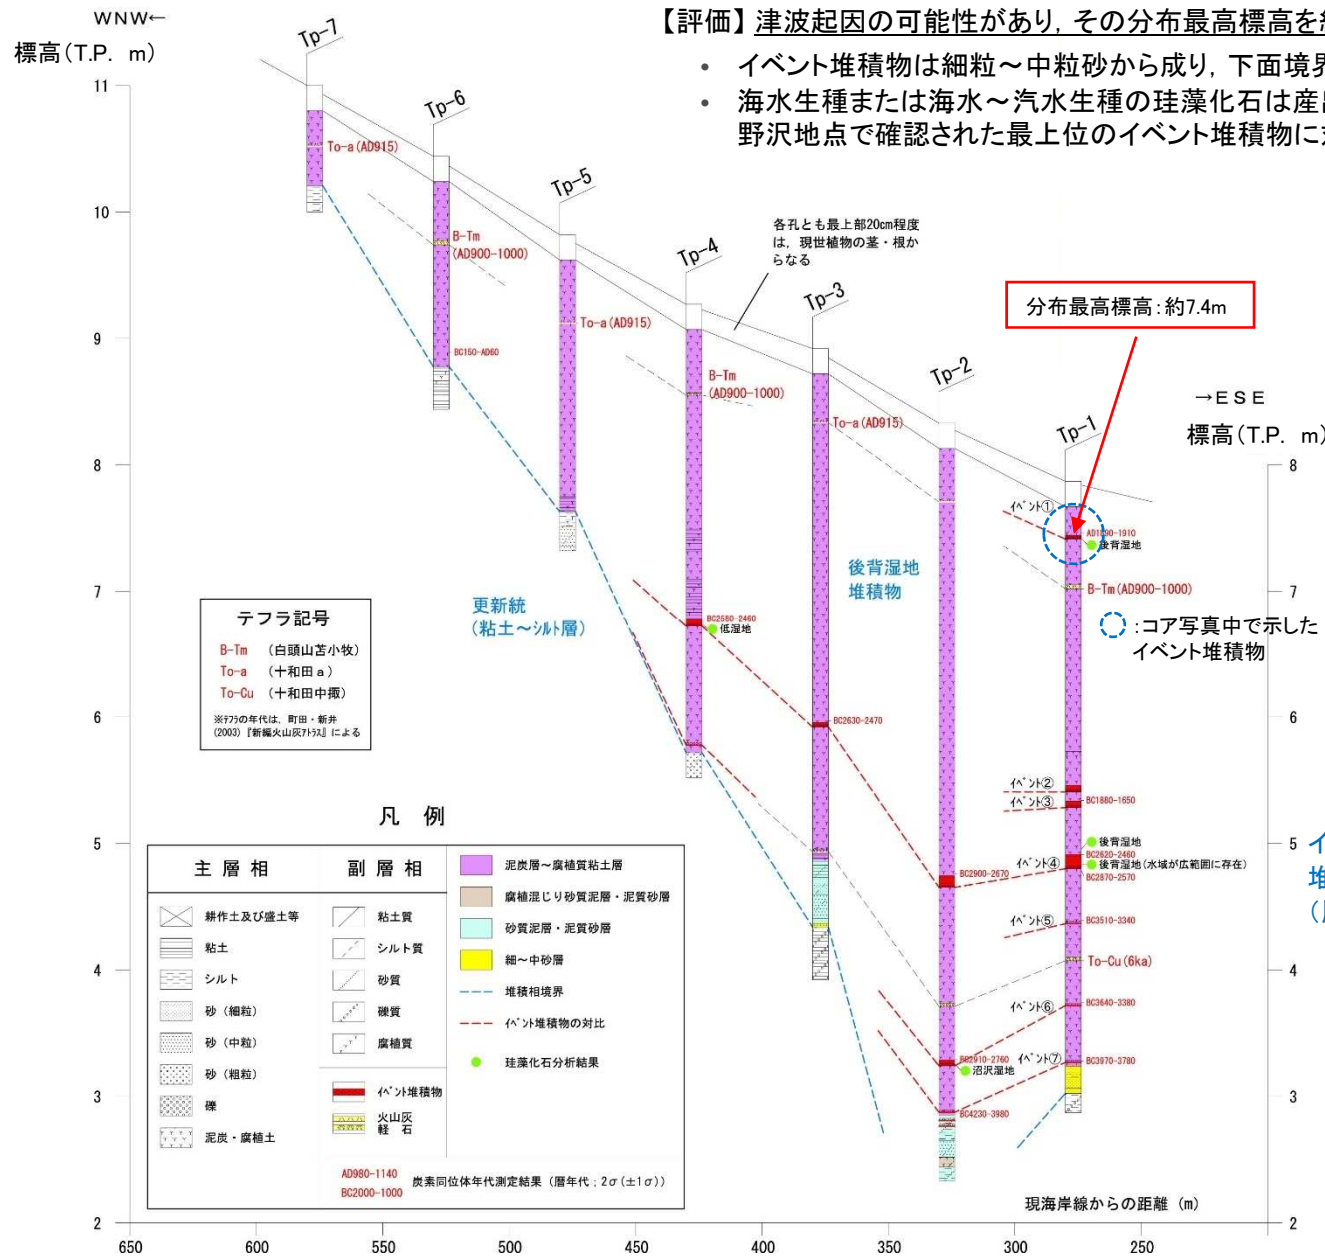 WNW←
標高(T.P. m)
【評価】津波起因の可能性があり，その分布最高標高を
• イベント堆積物は細粒～中粒砂から成り，下面境界
• 海水生種または海水～汽水生種の珪藻化石は産
野沢地点で確認された最上位のイベント堆積物に
Tp-7
Tp-6
Tp-5
Tp-4
Tp-3
Tp-2
Tp-1
11
10
9
8
7
6
5
4
3
2
To-a(AD915)
B-Tm
(AD900-1000)
BC150-AD60
To-a(AD915)
B-Tm
(AD900-1000)
To-a(AD915)
各孔とも最上部20cm程度
は，現世植物の茎・根か
らなる
分布最高標高：約7.4m
→ESE
標高(T.P. m)
8
7
6
5
4
3
2
イベント①
後背湿地
B-Tm(AD900-1000)
:コア写真中で示した
イベント堆積物
後背湿地
堆積物
更新統
(粘土～シルト層)
BC2580-2460
低湿地
BC2630-2470
BC2900-2670
イベント②
イベント③
BC1880-1650
後背湿地
BC2620-2460
イベント④
後背湿地(水域が広範囲に存在)
BC2870-2570
イベント⑤
BC3510-3340
To-Cu(6ka)
イベント⑥
BC3640-3380
BC2910-2760
沼沢湿地
イベント⑦
BC3970-3780
BC4230-3980
テフラ記号
B-Tm （白頭山苫小牧）
To-a （十和田ａ）
To-Cu （十和田中掫）
※テフラの年代は，町田・新井
(2003)『新編火山灰アトラス』による
凡 例
主 層 相
耕作土及び盛土等
粘土
シルト
砂（細粒）
砂（中粒）
砂（粗粒）
礫
泥炭・腐植土
副 層 相
粘土質
シルト質
砂質
礫質
腐植質
イベント堆積物
火山灰
軽 石
泥炭層～腐植質粘土層
腐植混じり砂質泥層・泥質砂層
砂質泥層・泥質砂層
細～中砂層
堆積相境界
イベント堆積物の対比
珪藻化石分析結果
AD980-1140
BC2000-1000
炭素同位体年代測定結果（暦年代；2σ(±1σ)）
現海岸線からの距離（m）
650 600 550 500 450 400 350 300 250
イ
堆